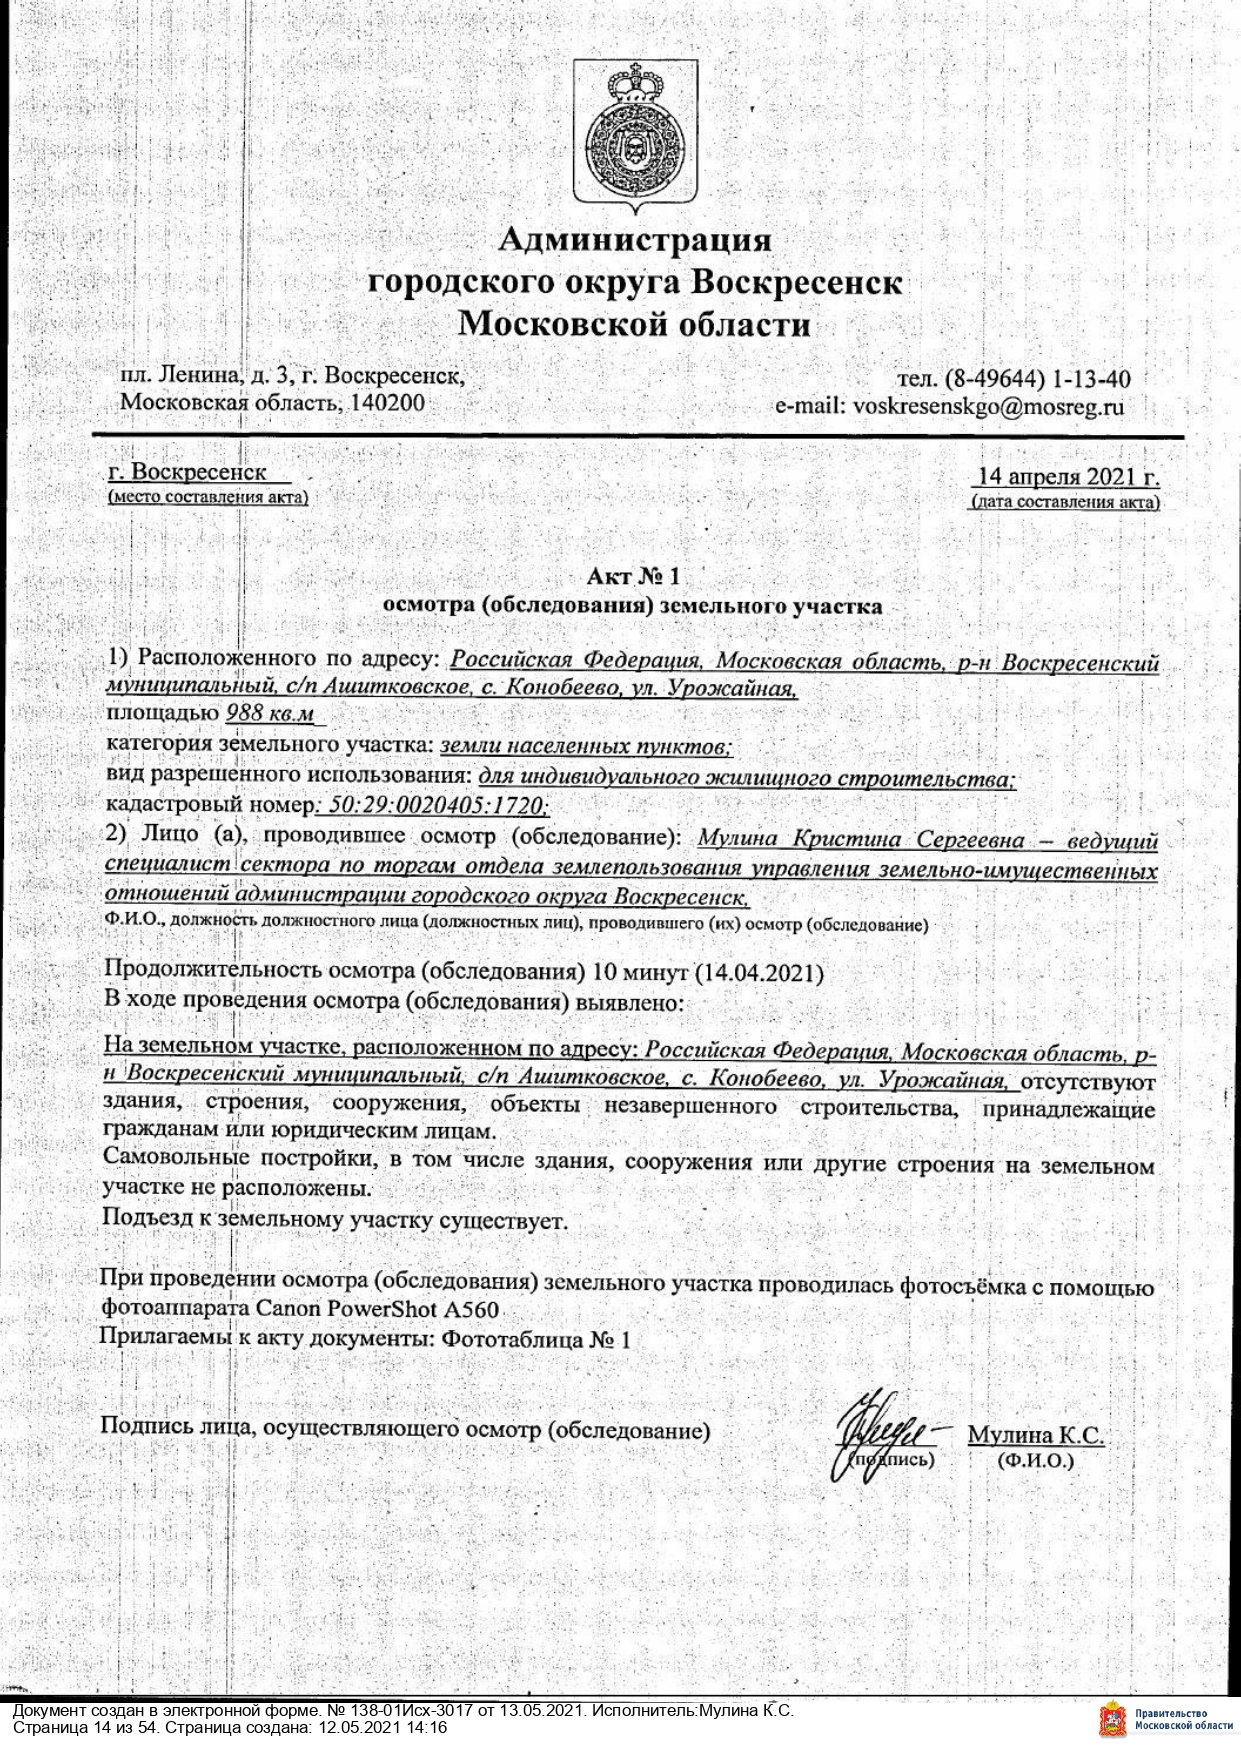 Администрация
городского округа Воскресенск
Московской области
пл. Ленина, д. 3, г. Воскресенск,
Московская область, 140200
тел. (8-49644) 1-13-40
e-mail: voskresenskgo@mosreg.ru
г. Воскресенск
(место составления акта)
14 апреля 2021 г.
(дата составления акта)
Акт № 1
осмотра (обследования) земельного участка
1) Расположенного по адресу: Российская Федерация, Московская область, р-н Воскресенский
муниципальный, с/п Ашитковское, с. Конобеево, ул. Урожайная,
площадью 988 кв.м
категория земельного участка: земли населенных пунктов;
вид разрешенного использования: для индивидуального жилищного строительства;
кадастровый номер: 50:29:0020405:1720;
2) Лицо (а), проводившее осмотр (обследование): Мулина Кристина Сергеевна – ведущий
специалист сектора по торгам отдела землепользования управления земельно-имущественных
отношений администрации городского округа Воскресенск,
Ф.И.О., должность должностного лица (должностных лиц), проводившего (их) осмотр (обследование)
Продолжительность осмотра (обследования) 10 минут (14.04.2021)
В ходе проведения осмотра (обследования) выявлено:
На земельном участке, расположенном по адресу: Российская Федерация, Московская область, р-
н Воскресенский муниципальный, с/п Ашитковское, с. Конобеево, ул. Урожайная, отсутствуют
здания, строения, сооружения, объекты незавершенного строительства, принадлежащие
гражданам или юридическим лицам.
Самовольные постройки, в том числе здания, сооружения или другие строения на земельном
участке не расположены.
Подъезд к земельному участку существует.
При проведении осмотра (обследования) земельного участка проводилась фотосъёмка с помощью
фотоаппарата Canon PowerShot A560
Прилагаемы к акту документы: Фототаблица № 1
Подпись лица, осуществляющего осмотр (обследование)
Мулина К.С.
(подпись)
(Ф.И.О.)
Документ создан в электронной форме. № 138-01Исх-3017 от 13.05.2021. Исполнитель:Мулина К.С.
Страница 14 из 54. Страница создана: 12.05.2021 14:16
Правительство
Московской области